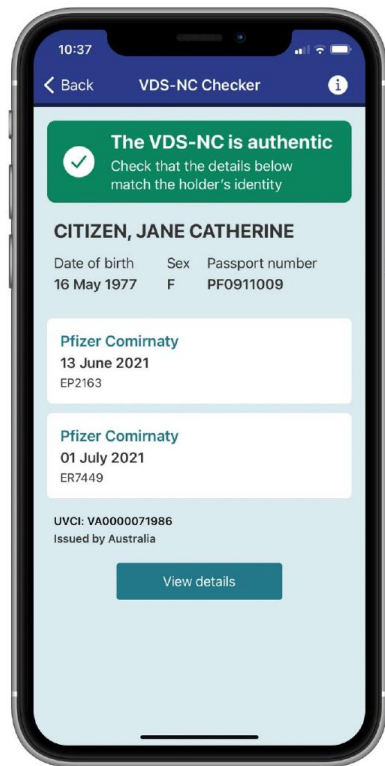 10:37
Back VDS-NC Checker i
The VDS-NC is authentic
Check that the details below
match the holder's identity
CITIZEN, JANE CATHERINE
Date of birth Sex Passport number
16 May 1977 F PF0911009
Pfizer Comirnaty
13 June 2021
EP2163
Pfizer Comirnaty
01 July 2021
ER7449
UVCI: VA0000071986
Issued by Australia
View details